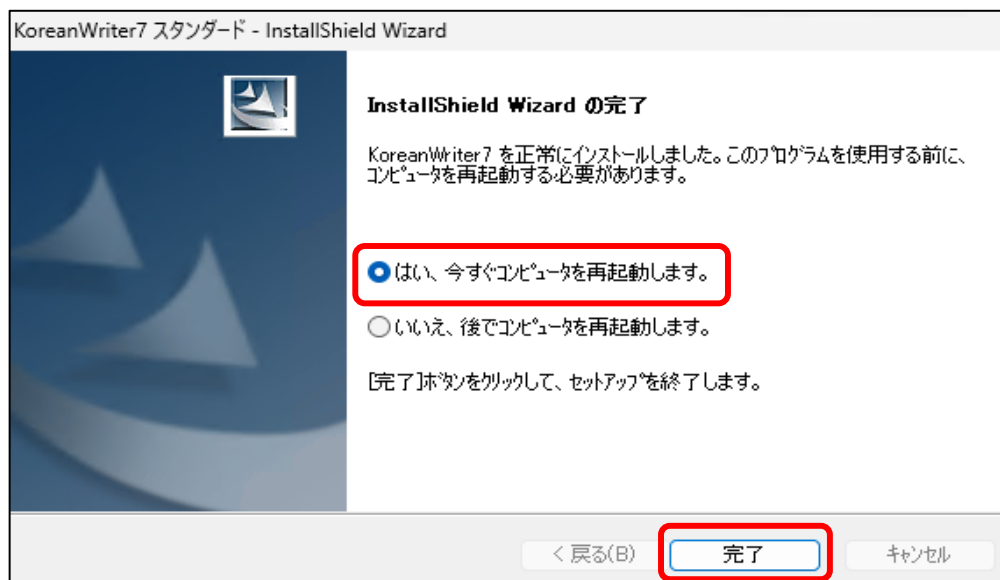 KoreanWriter7 スタンダード - InstallShield Wizard
InstallShield Wizard の完了
KoreanWriter7 を正常にインストールしました。このプログラムを使用する前に、
コンピュータを再起動する必要があります。
はい、今すぐコンピュータを再起動します。
いいえ、後でコンピュータを再起動します。
[完了]ボタンをクリックして、セットアップを終了します。
< 戻る(B)
完了
キャンセル